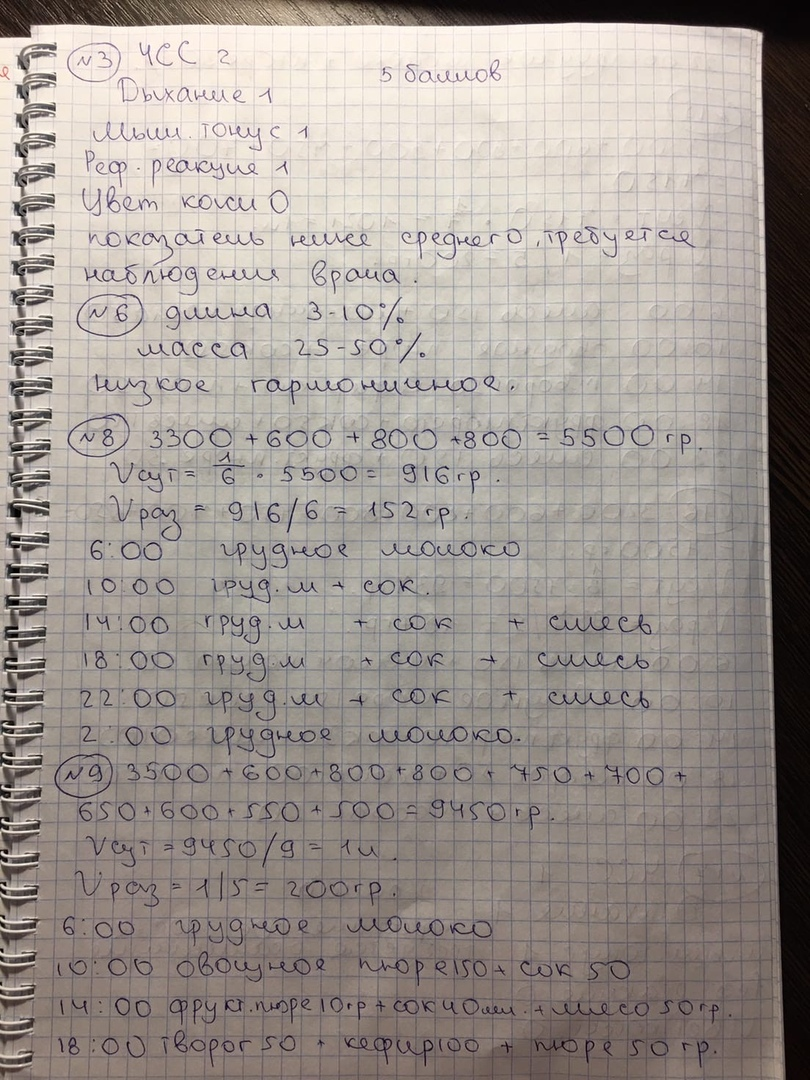 №3 ЧСС 2
5 баллов
Дыхание 1
Мыш. тонус 1
Реф. реакция 1
Цвет кожи 0
показатель ниже среднего, требуется
наблюдения врача.
№6 длина 3-10%
масса 25-50%
низкое гармоничное.
№8 3300 + 600 + 800 + 800 = 5500 гр.
Vсут = 1/6 · 5500 = 916 гр.
Vраз = 916/6 = 152 гр.
6:00 грудное молоко
10:00 груд.м + сок.
14:00 груд.м + сок + смесь
18:00 груд.м + сок + смесь
22:00 груд.м + сок + смесь
2:00 грудное молоко.
№9 3500 + 600 + 800 + 800 + 750 + 700 +
650 + 600 + 550 + 500 = 9450 гр.
Vсут = 9450/9 = 1л.
Vраз = 1/5 = 200 гр.
6:00 грудное молоко
10:00 овощное пюре 150 + сок 50
14:00 фрукт.пюре 10гр + сок 40мл. + мясо 50 гр.
18:00 творог 50 + кефир 100 + пюре 50 гр.